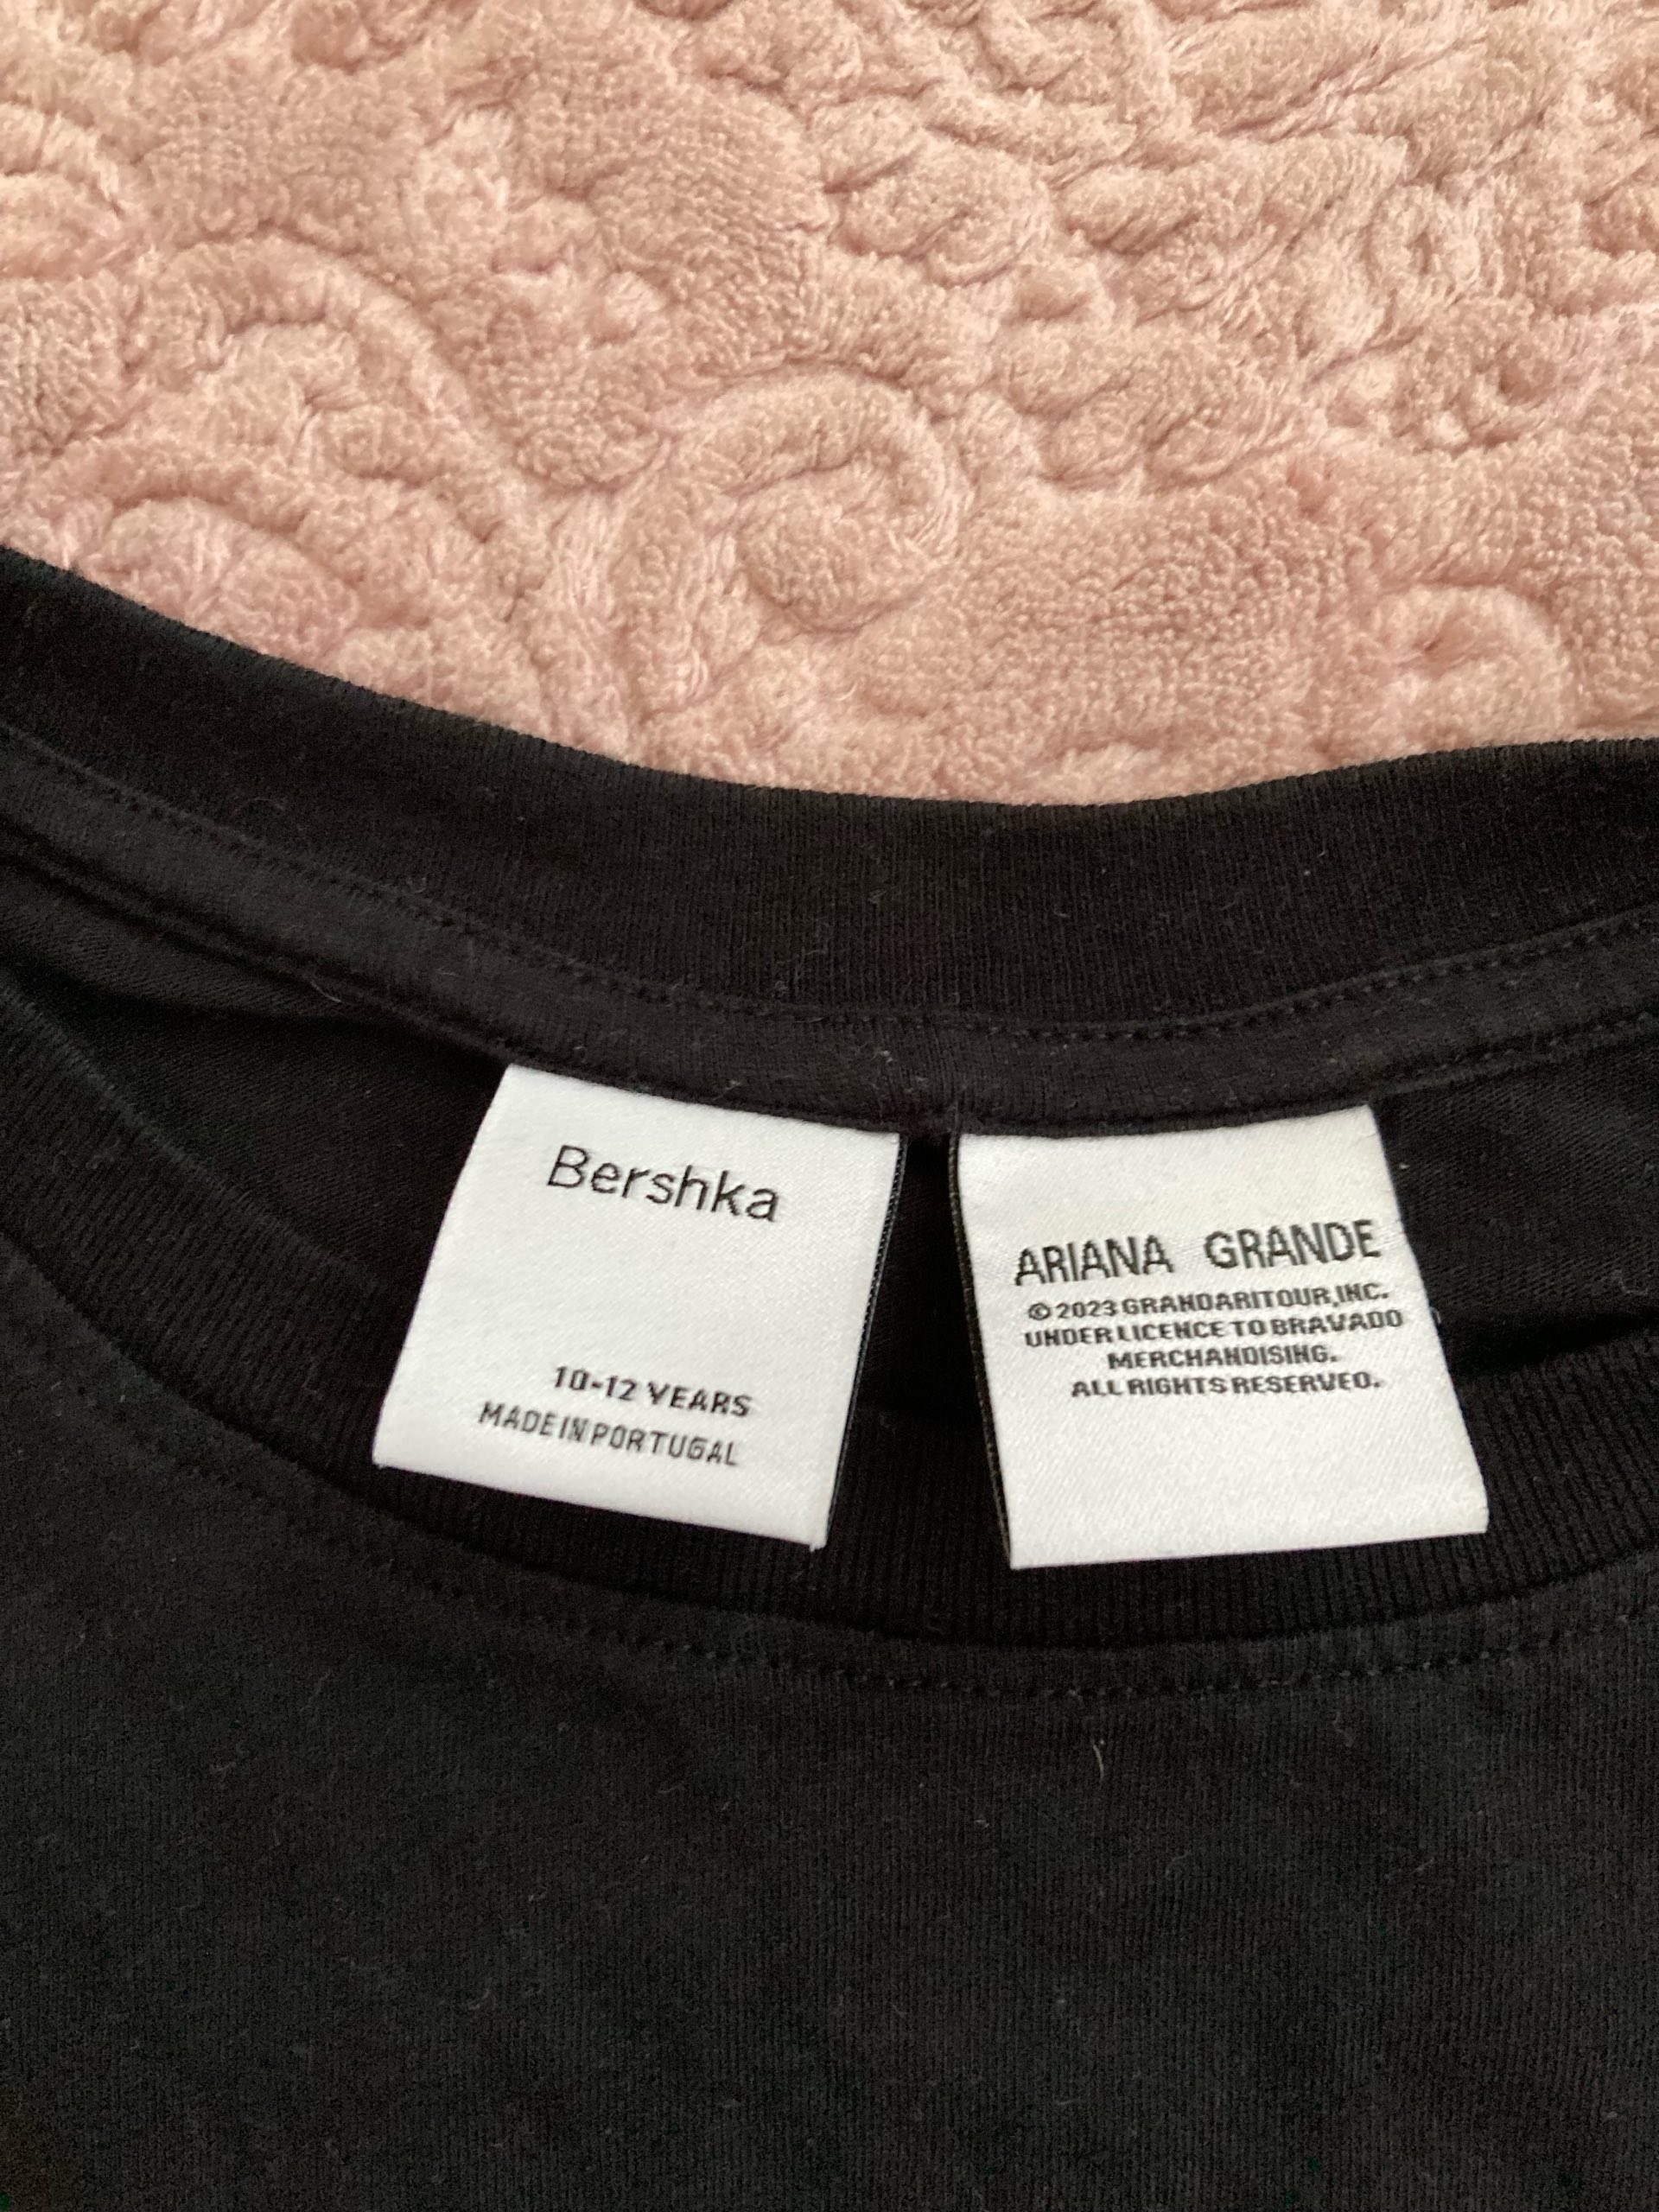 Bershka
10-12 YEARS
MADE IN PORTUGAL
ARIANA GRANDE
© 2023 GRANDARITOUR, INC.
UNDER LICENCE TO BRAVADO
MERCHANDISING.
ALL RIGHTS RESERVED.